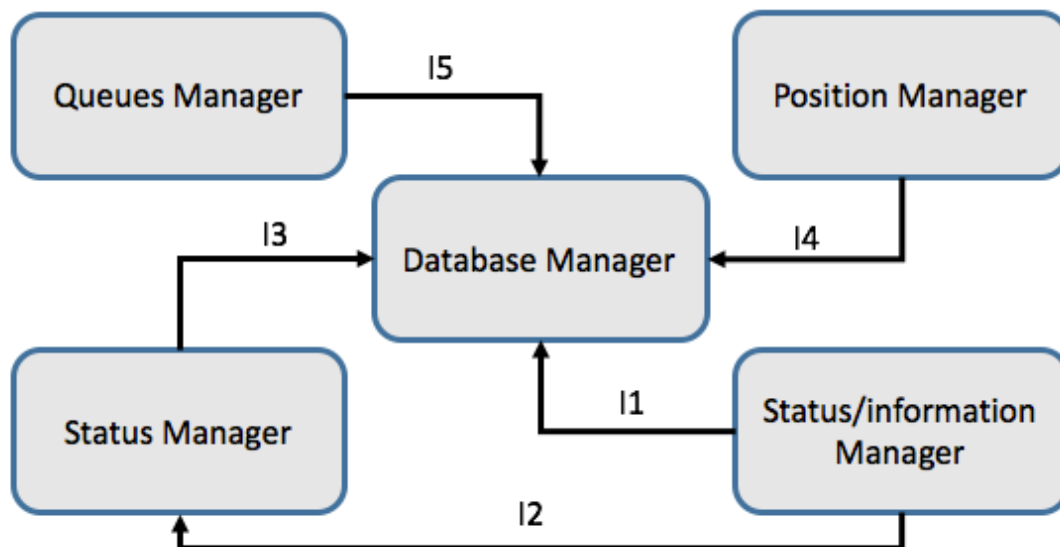 Queues Manager
I5
Position Manager
I3
Database Manager
I4
Status Manager
I1
Status/information
Manager
I2